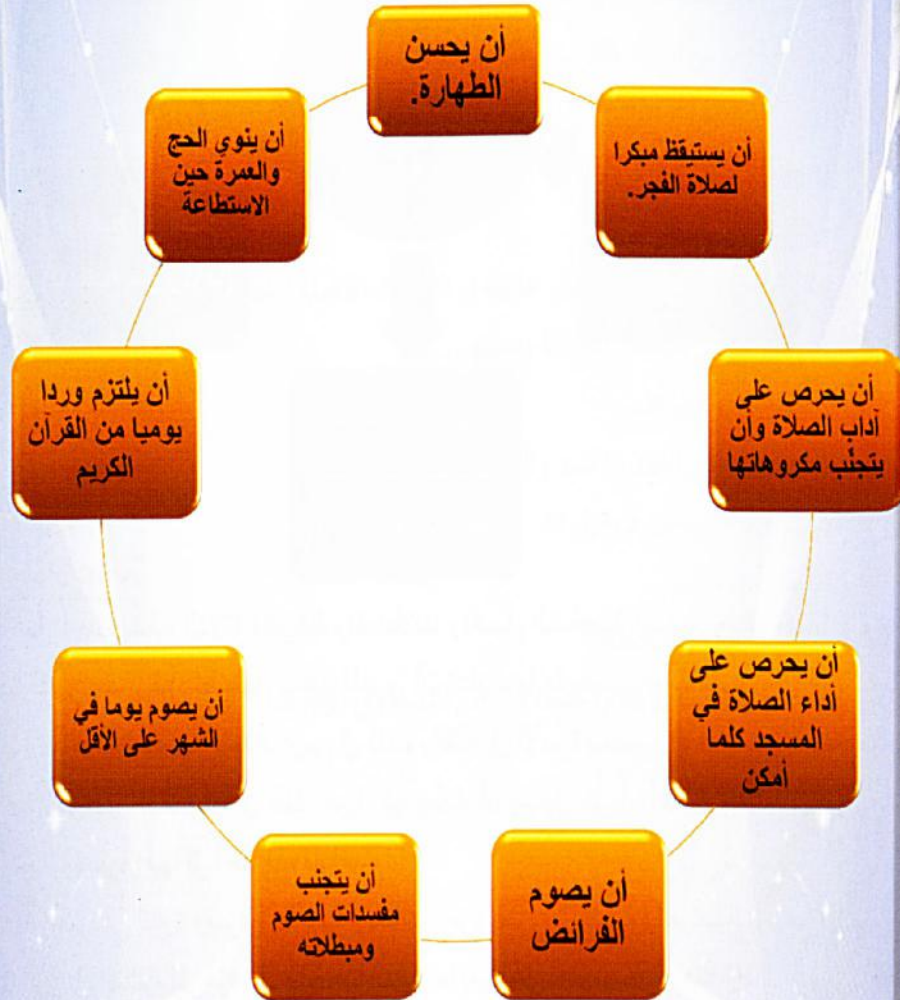 أن يحسن
الطهارة.
أن يستيقظ مبكرا
لصلاة الفجر.
أن يحرص على
آداب الصلاة وأن
يتجنَّب مكروهاتها
أن يحرص على
أداء الصلاة في
المسجد كلما
أمكن
أن يصوم
الفرائض
أن يتجنب
مفسدات الصوم
ومبطلاته
أن يصوم يوما في
الشهر على الأقل
أن يلتزم وردا
يوميا من القرآن
الكريم
أن ينوي الحج
والعمرة حين
الاستطاعة